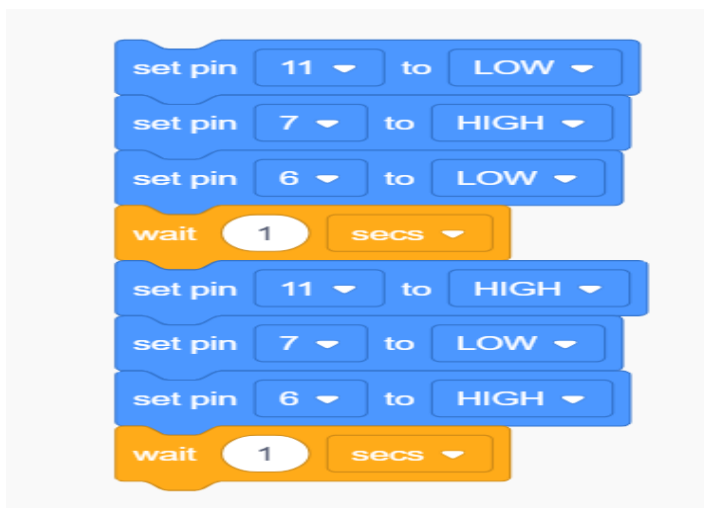 set pin 11 to LOW
set pin 7 to HIGH
set pin 6 to LOW
wait 1 secs
set pin 11 to HIGH
set pin 7 to LOW
set pin 6 to HIGH
wait 1 secs